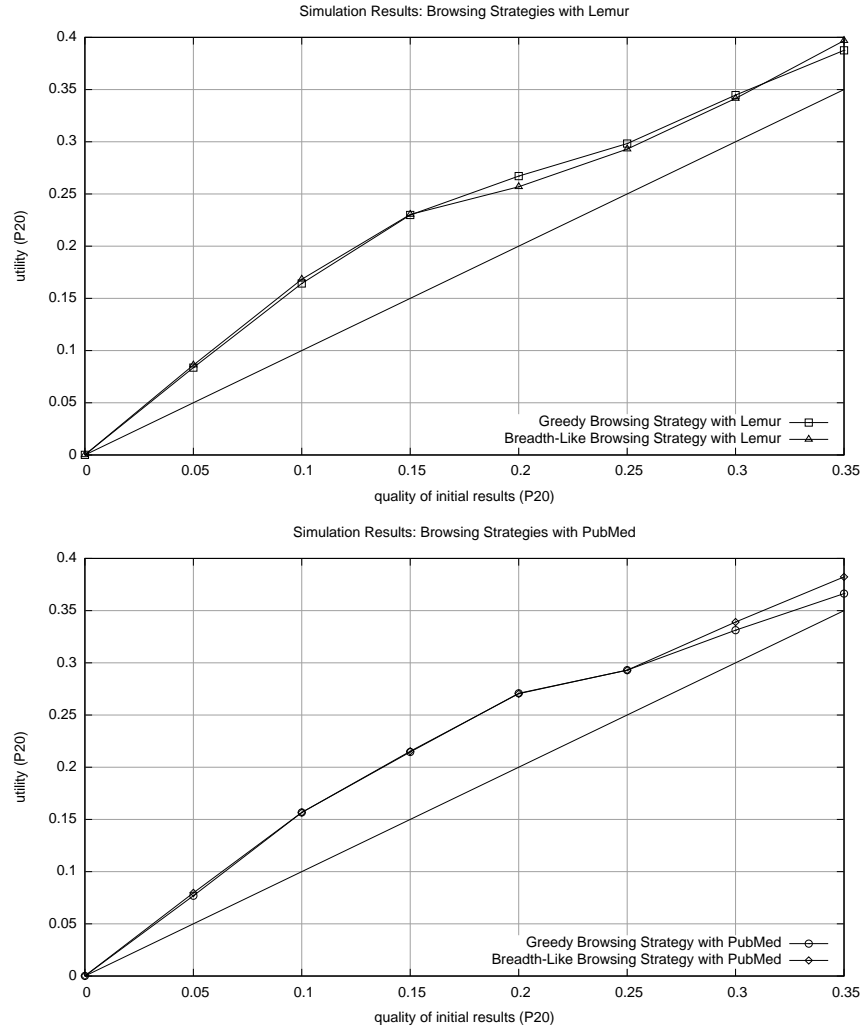 Simulation Results: Browsing Strategies with Lemur
0.4
0.35
0.3
0.25
0.2
0.15
0.1
0.05
0
utility (P20)
Greedy Browsing Strategy with Lemur
Breadth-Like Browsing Strategy with Lemur
0 0.05 0.1 0.15 0.2 0.25 0.3 0.35
quality of initial results (P20)
Simulation Results: Browsing Strategies with PubMed
0.4
0.35
0.3
0.25
0.2
0.15
0.1
0.05
0
utility (P20)
Greedy Browsing Strategy with PubMed
Breadth-Like Browsing Strategy with PubMed
0 0.05 0.1 0.15 0.2 0.25 0.3 0.35
quality of initial results (P20)